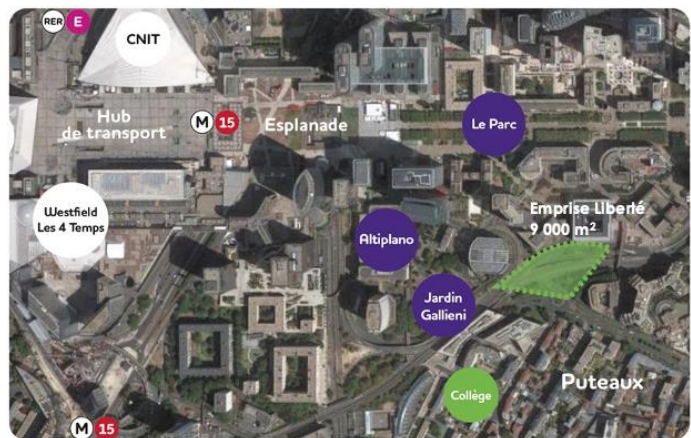 RER E
CNIT
Hub
de transport
M 15
Esplanade
Le Parc
Westfield
Les 4 Temps
Altiplano
Emprise Liberté
9 000 m²
Jardin
Gallieni
Collège
Puteaux
M 15